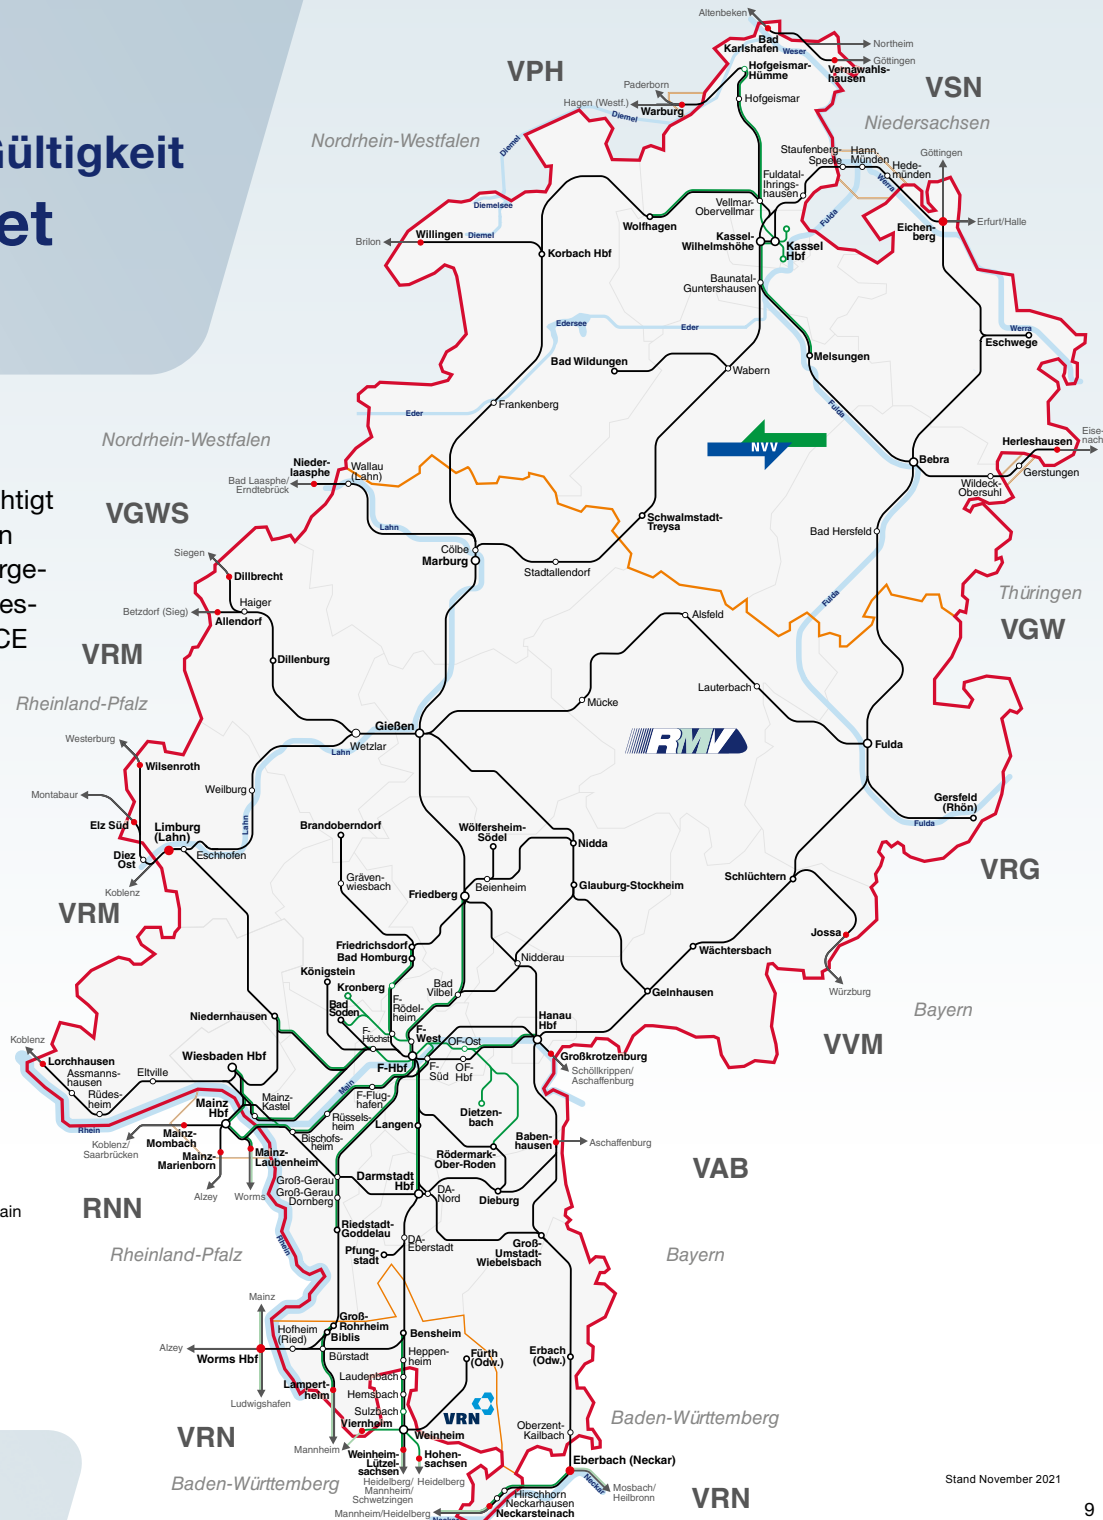 Gültigkeit
et
chtigt
n
rge-
es-
CE
ain
Altenbeken
Bad
Karlshafen
Weser
Northeim
Göttingen
Vernawahls-
hausen
VPH
Hofgeismar-
Hümme
Paderborn
Hagen (Westf.)
Warburg
Diemel
Hofgeismar
VSN
Niedersachsen
Nordrhein-Westfalen
Diemel
Staufenberg-
Speele
Hann.
Münden
Hede-
münden
Werra
Göttingen
Fuldatal-
Ihrings-
hausen
Diemelsee
Vellmar-
Obervellmar
Fulda
Wolfhagen
Eichen-
berg
Erfurt/Halle
Brilon
Willingen
Diemel
Korbach Hbf
Kassel-
Wilhelmshöhe
Kassel
Hbf
Baunatal-
Guntershausen
Edersee
Eder
Werra
Eschwege
Bad Wildungen
Melsungen
Wabern
Frankenberg
Eder
Fulda
NVV
Nordrhein-Westfalen
Herleshausen
Eise-
nach
Bebra
Gerstungen
Wildeck-
Obersuhl
Nieder-
laasphe
Wallau
(Lahn)
Bad Laasphe/
Erndtebrück
VGWS
Lahn
Schwalmstadt-
Treysa
Bad Hersfeld
Siegen
Cölbe
Marburg
Stadtallendorf
Dillbrecht
Thüringen
Fulda
Haiger
Betzdorf (Sieg)
Allendorf
Alsfeld
VGW
VRM
Dillenburg
Lauterbach
Rheinland-Pfalz
Mücke
Gießen
Westerburg
Wetzlar
Lahn
RMV
Fulda
Wilsenroth
Weilburg
Montabaur
Gersfeld
(Rhön)
Fulda
Elz Süd
Limburg
(Lahn)
Lahn
Brandoberndorf
Wölfersheim-
Södel
Nidda
Diez
Ost
Eschhofen
Koblenz
Gräven-
wiesbach
Beienheim
Glauburg-Stockheim
Schlüchtern
VRG
Friedberg
VRM
Jossa
Friedrichsdorf
Bad Homburg
Wächtersbach
Nidderau
Königstein
Kronberg
Bad
Vilbel
Gelnhausen
Würzburg
Bad
Soden
F-
Rödel-
heim
Bayern
Niedernhausen
Hanau
Hbf
F-
Höchst
F-
West
OF-Ost
VVM
Koblenz
Lorchhausen
Wiesbaden Hbf
F-Hbf
F-
Süd
OF-
Hbf
Großkrotzenburg
Schöllkrippen/
Aschaffenburg
Assmanns-
hausen
Eltville
Main
F-Flug-
hafen
Rüdes-
heim
Mainz
Hbf
Mainz-
Kastel
Rüssels-
heim
Dietzen-
bach
Rhein
Langen
Koblenz/
Saarbrücken
Mainz-
Mombach
Bischofs-
heim
Baben-
hausen
Aschaffenburg
Mainz-
Marienborn
Mainz-
Laubenheim
Rödermark-
Ober-Roden
VAB
Alzey
Worms
Groß-Gerau
Groß-Gerau
Dornberg
Darmstadt
Hbf
DA-
Nord
Dieburg
RNN
Riedstadt-
Goddelau
DA-
Eberstadt
Groß-
Umstadt-
Wiebelsbach
Rheinland-Pfalz
Rhein
Pfung-
stadt
Bayern
Mainz
Groß-
Rohrheim
Hofheim
(Ried)
Biblis
Bensheim
Alzey
Worms Hbf
Bürstadt
Heppen-
heim
Fürth
(Odw.)
Erbach
(Odw.)
Laudenbach
Lampert-
heim
Hemsbach
Ludwigshafen
Sulzbach
VRN
Baden-Württemberg
Viernheim
Oberzent-
Kailbach
Weinheim
VRN
Mannheim
Weinheim-
Lützel-
sachsen
Hohen-
sachsen
Eberbach (Neckar)
Baden-Württemberg
Heidelberg/
Mannheim/
Schwetzingen
Heidelberg
Stand November 2021
Hirschhorn
Neckarhausen
Neckarsteinach
Neckar
Mosbach/
Heilbronn
VRN
Mannheim/Heidelberg
Neckar
9